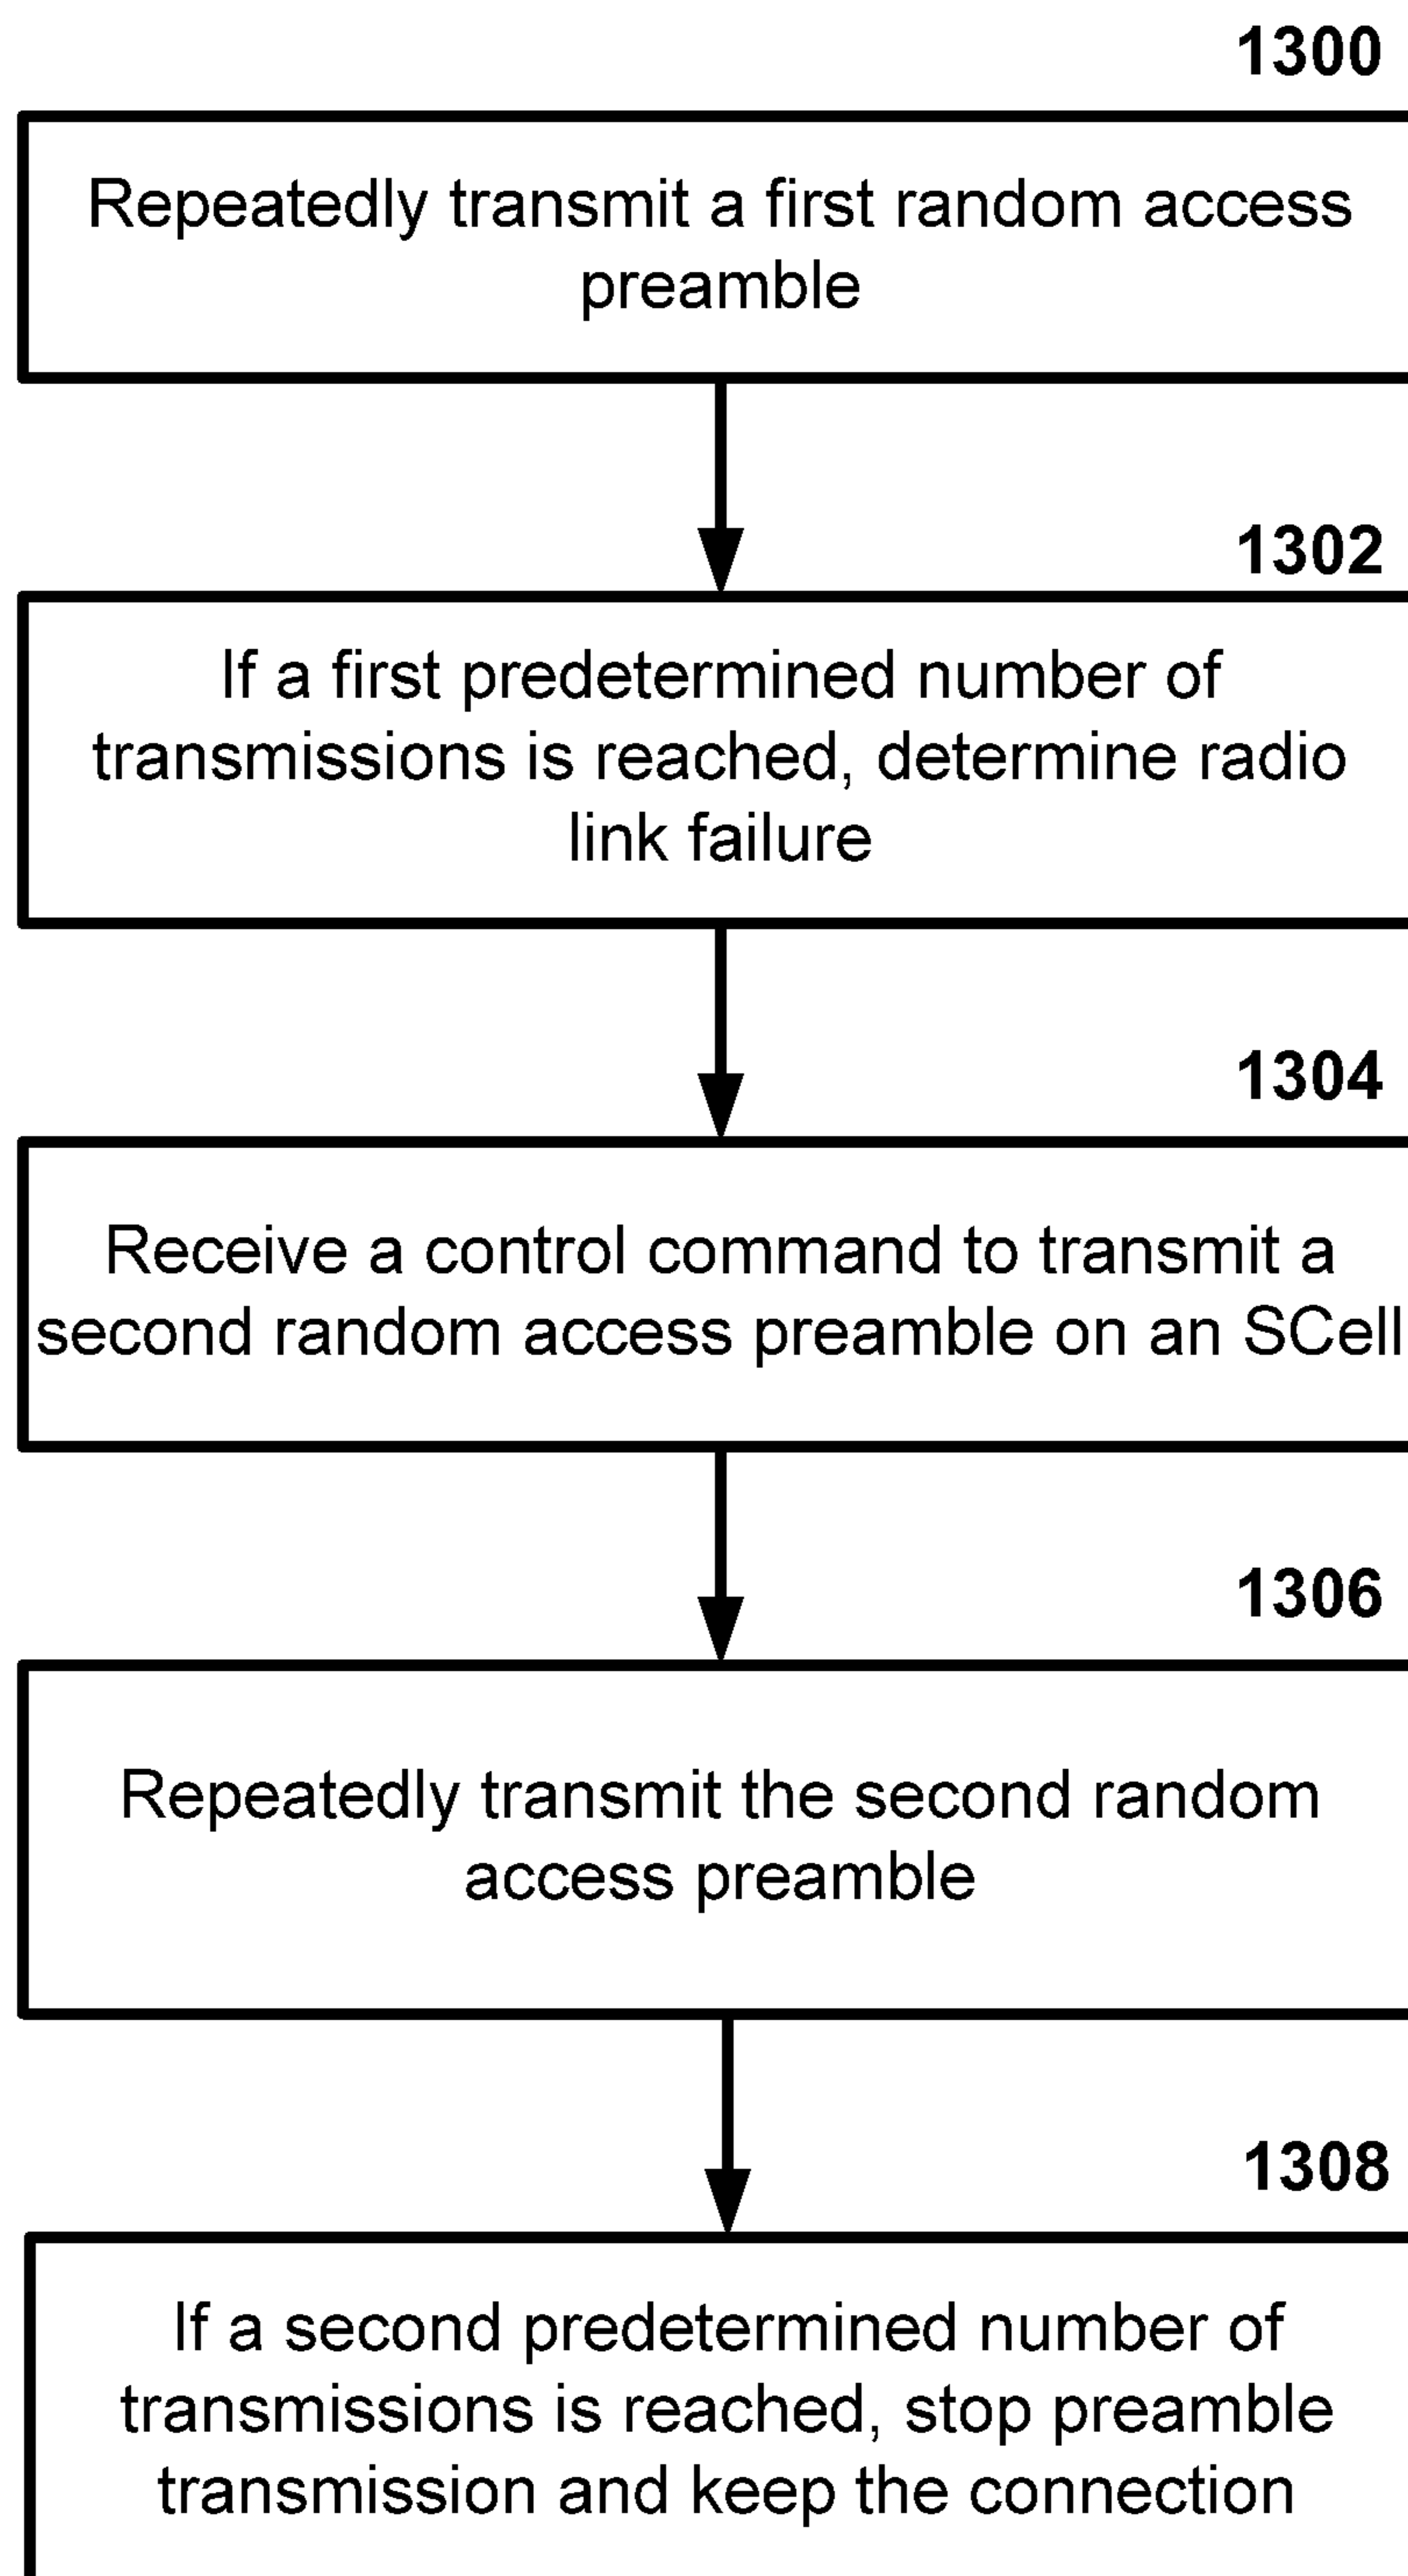 1300
Repeatedly transmit a first random access
preamble
1302
If a first predetermined number of
transmissions is reached, determine radio
link failure
1304
Receive a control command to transmit a
second random access preamble on an SCell
1306
Repeatedly transmit the second random
access preamble
1308
If a second predetermined number of
transmissions is reached, stop preamble
transmission and keep the connection